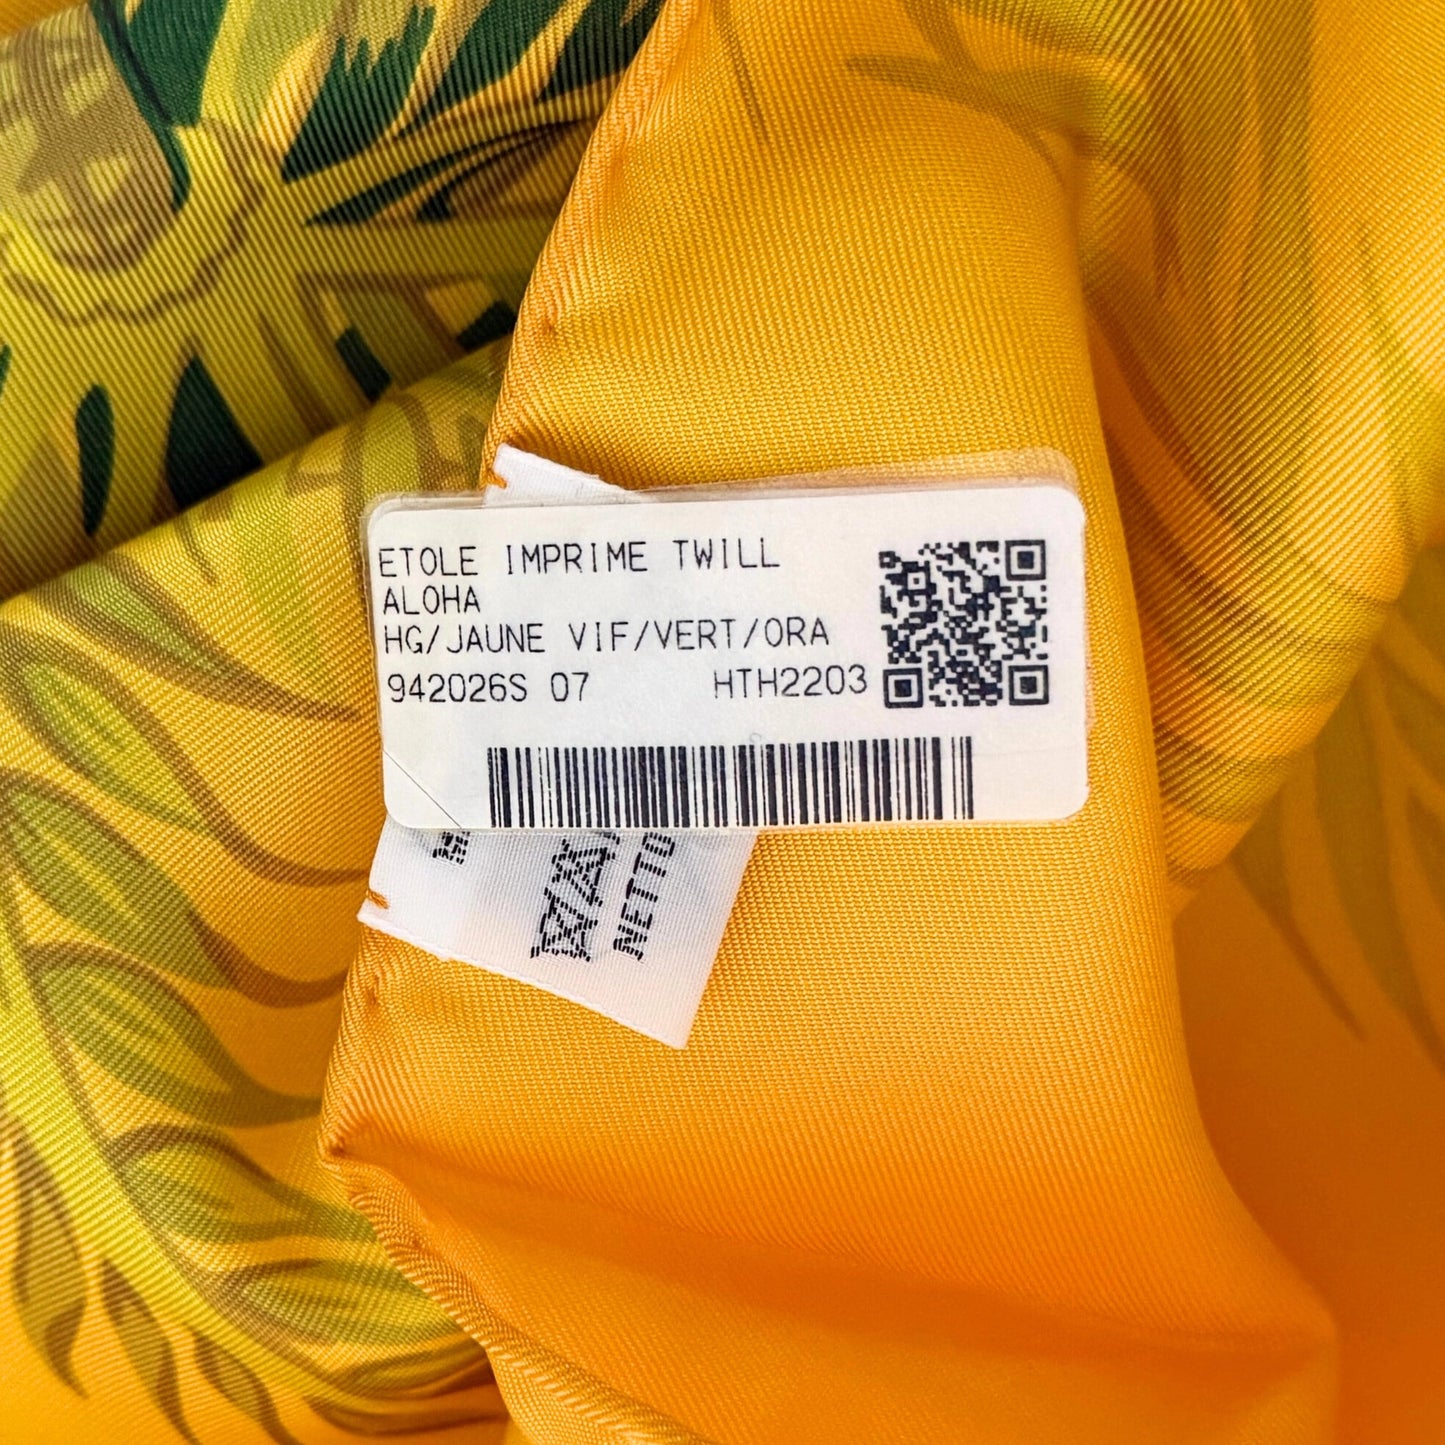 ETOLE IMPRIME TWILL
ALOHA
HG/JAUNE VIF/VERT/ORA
942026S 07 HTH2203
NETTO